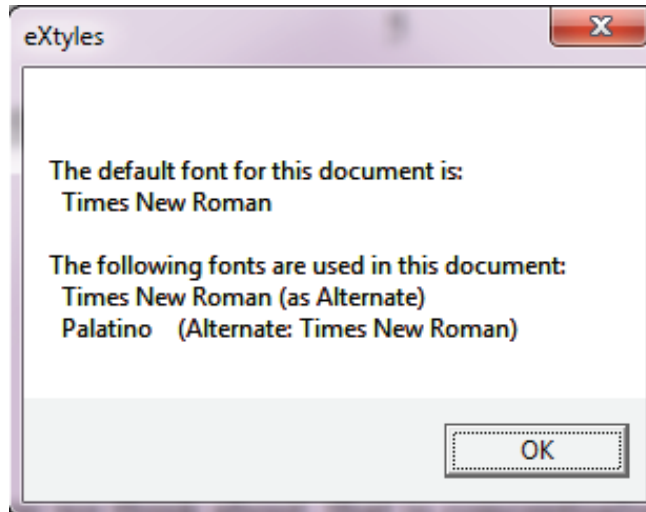 eXtyles
The default font for this document is:
Times New Roman
The following fonts are used in this document:
Times New Roman (as Alternate)
Palatino (Alternate: Times New Roman)
OK